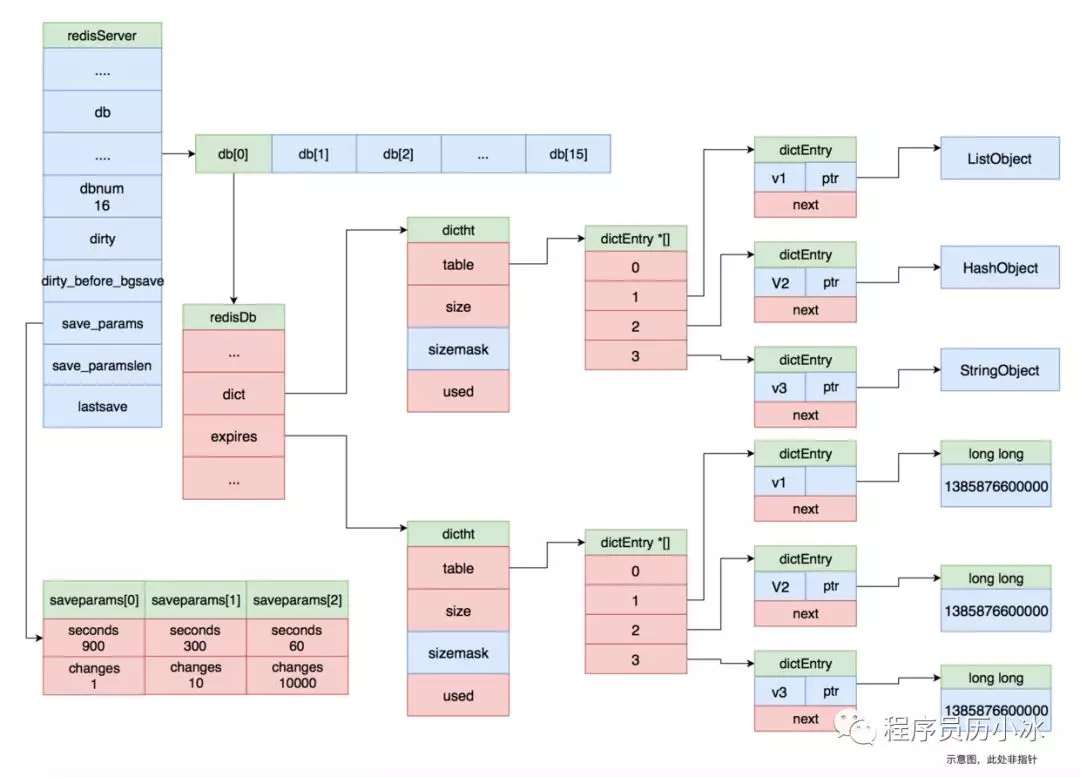 redisServer
....
db
....
dbnum
16
dirty
dirty_before_bgsave
save_params
save_paramslen
lastsave
db[0]
db[1]
db[2]
...
db[15]
redisDb
...
dict
expires
...
dictht
table
size
sizemask
used
dictEntry *[]
0
1
2
3
dictEntry
v1
ptr
next
ListObject
dictEntry
V2
ptr
next
HashObject
dictEntry
v3
ptr
next
StringObject
dictht
table
size
sizemask
used
dictEntry *[]
0
1
2
3
dictEntry
v1
next
long long
1385876600000
dictEntry
V2
ptr
next
long long
1385876600000
dictEntry
v3
ptr
next
long long
1385876600000
saveparams[0]
saveparams[1]
saveparams[2]
seconds
900
seconds
300
seconds
60
changes
1
changes
10
changes
10000
程序员历小冰
示意图，此处非指针